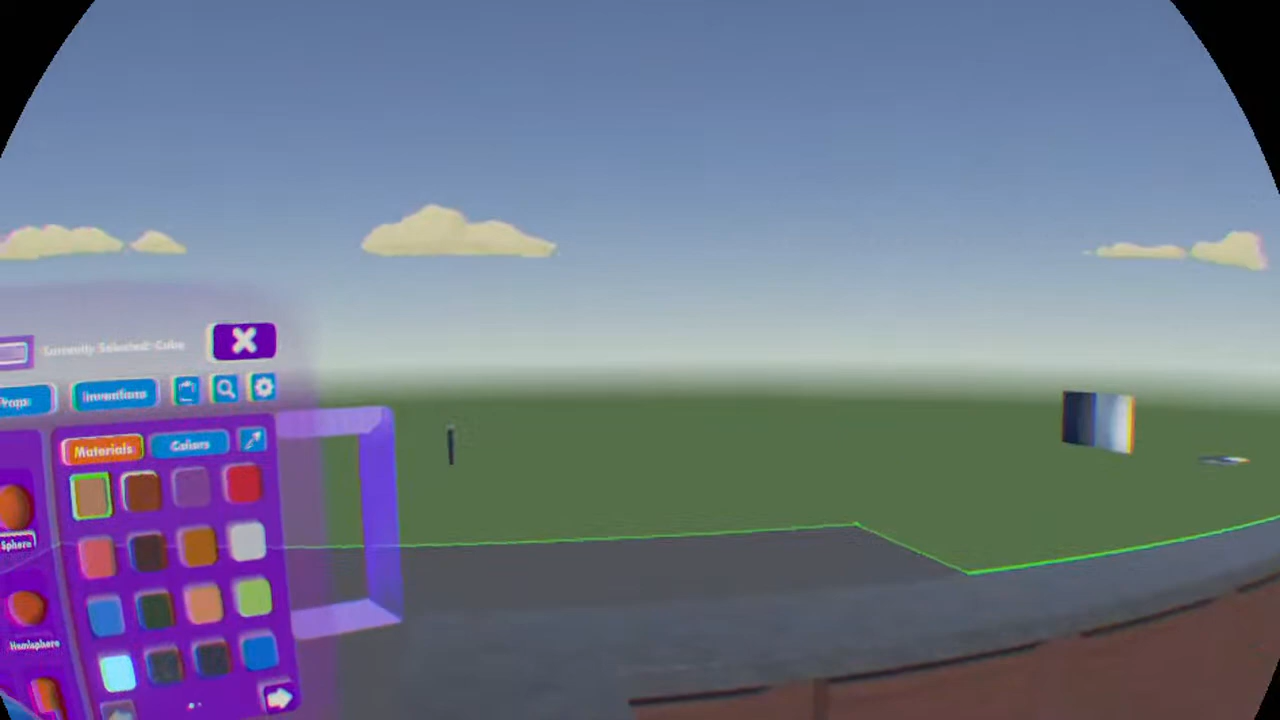 Currently Selected: Cube
Props
Inventions
Materials
Colors
Sphere
Hemisphere